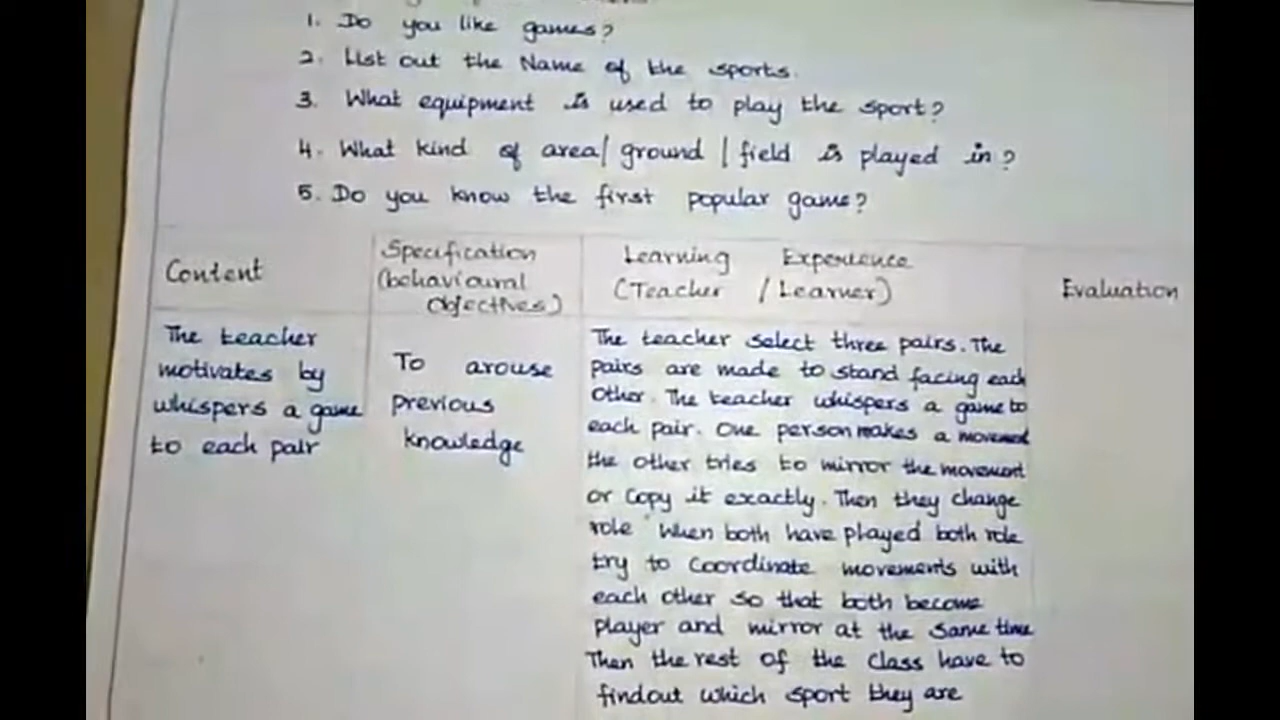 1. Do you like games?
2. List out the Name of the sports.
3. What equipment is used to play the sport?
4. What kind of area/ ground / field is played in?
5. Do you know the first popular game?
Content
Specification
(behavioural
objectives)
Learning Experience
(Teacher / Learner)
Evaluation
The teacher
motivates by
whispers a game
to each pair
To arouse
previous
knowledge
The teacher select three pairs. The
pairs are made to stand facing each
other. The teacher whispers a game to
each pair. One person makes a movement
the other tries to mirror the movement
or copy it exactly. Then they change
role when both have played both role
try to coordinate movements with
each other so that both become
player and mirror at the same time
Then the rest of the class have to
findout which sport they are